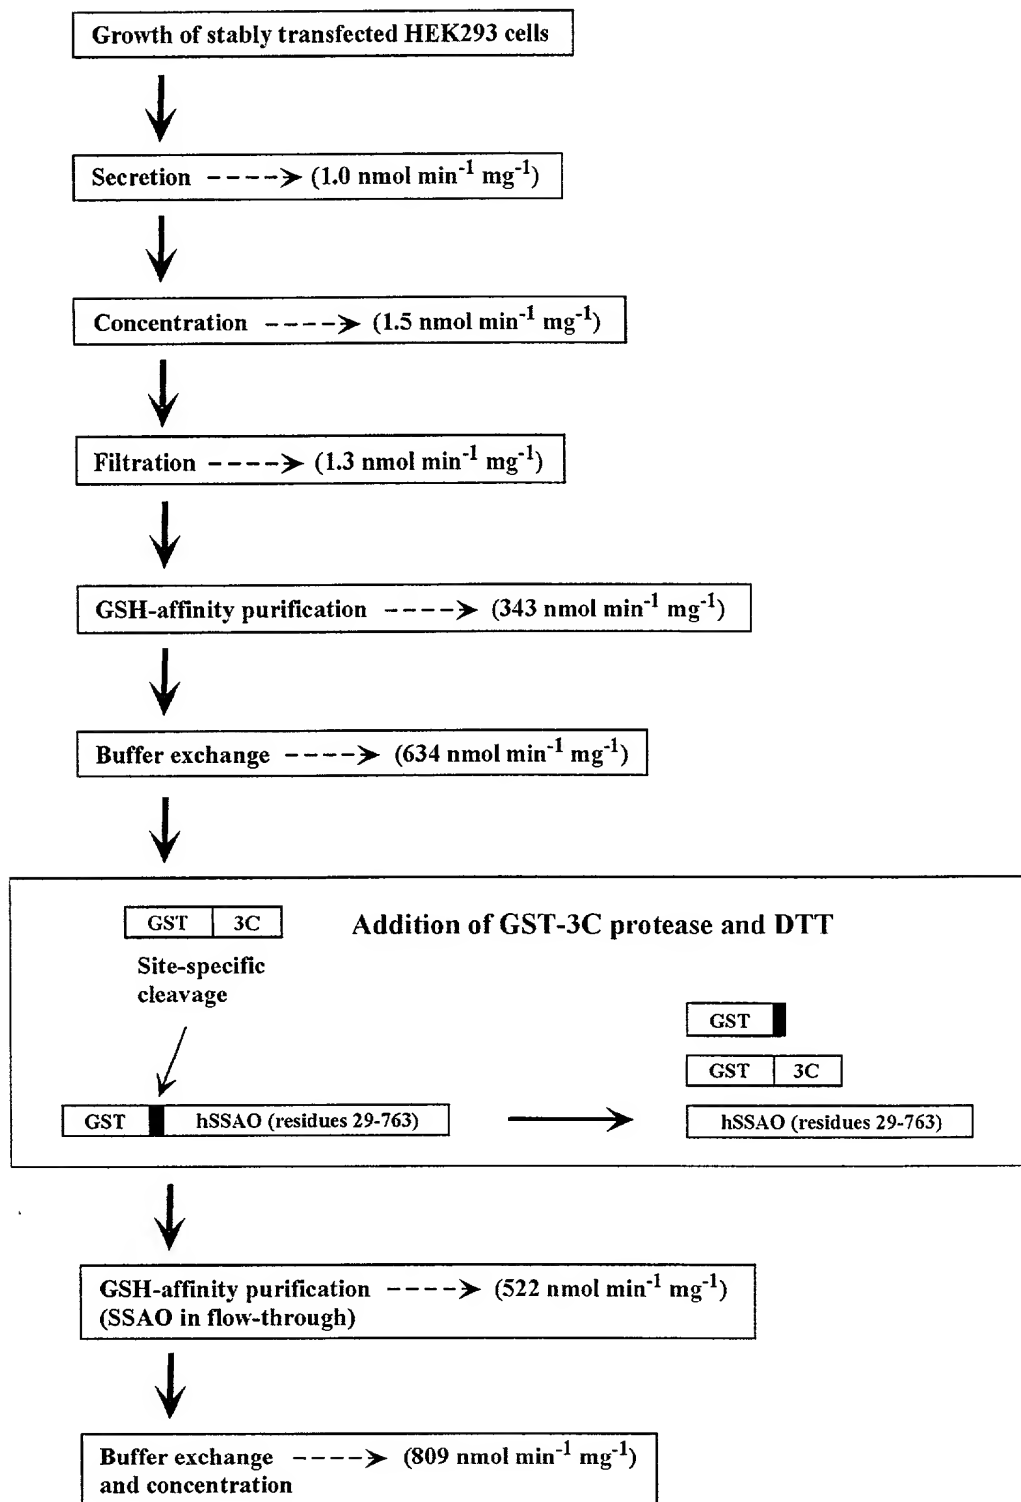 Growth of stably transfected HEK293 cells
Secretion (1.0 nmol min⁻¹ mg⁻¹)
Concentration (1.5 nmol min⁻¹ mg⁻¹)
Filtration (1.3 nmol min⁻¹ mg⁻¹)
GSH-affinity purification (343 nmol min⁻¹ mg⁻¹)
Buffer exchange (634 nmol min⁻¹ mg⁻¹)
GST 3C Addition of GST-3C protease and DTT
Site-specific
cleavage
GST
GST 3C
GST hSSAO (residues 29-763) hSSAO (residues 29-763)
GSH-affinity purification (522 nmol min⁻¹ mg⁻¹)
(SSAO in flow-through)
Buffer exchange (809 nmol min⁻¹ mg⁻¹)
and concentration